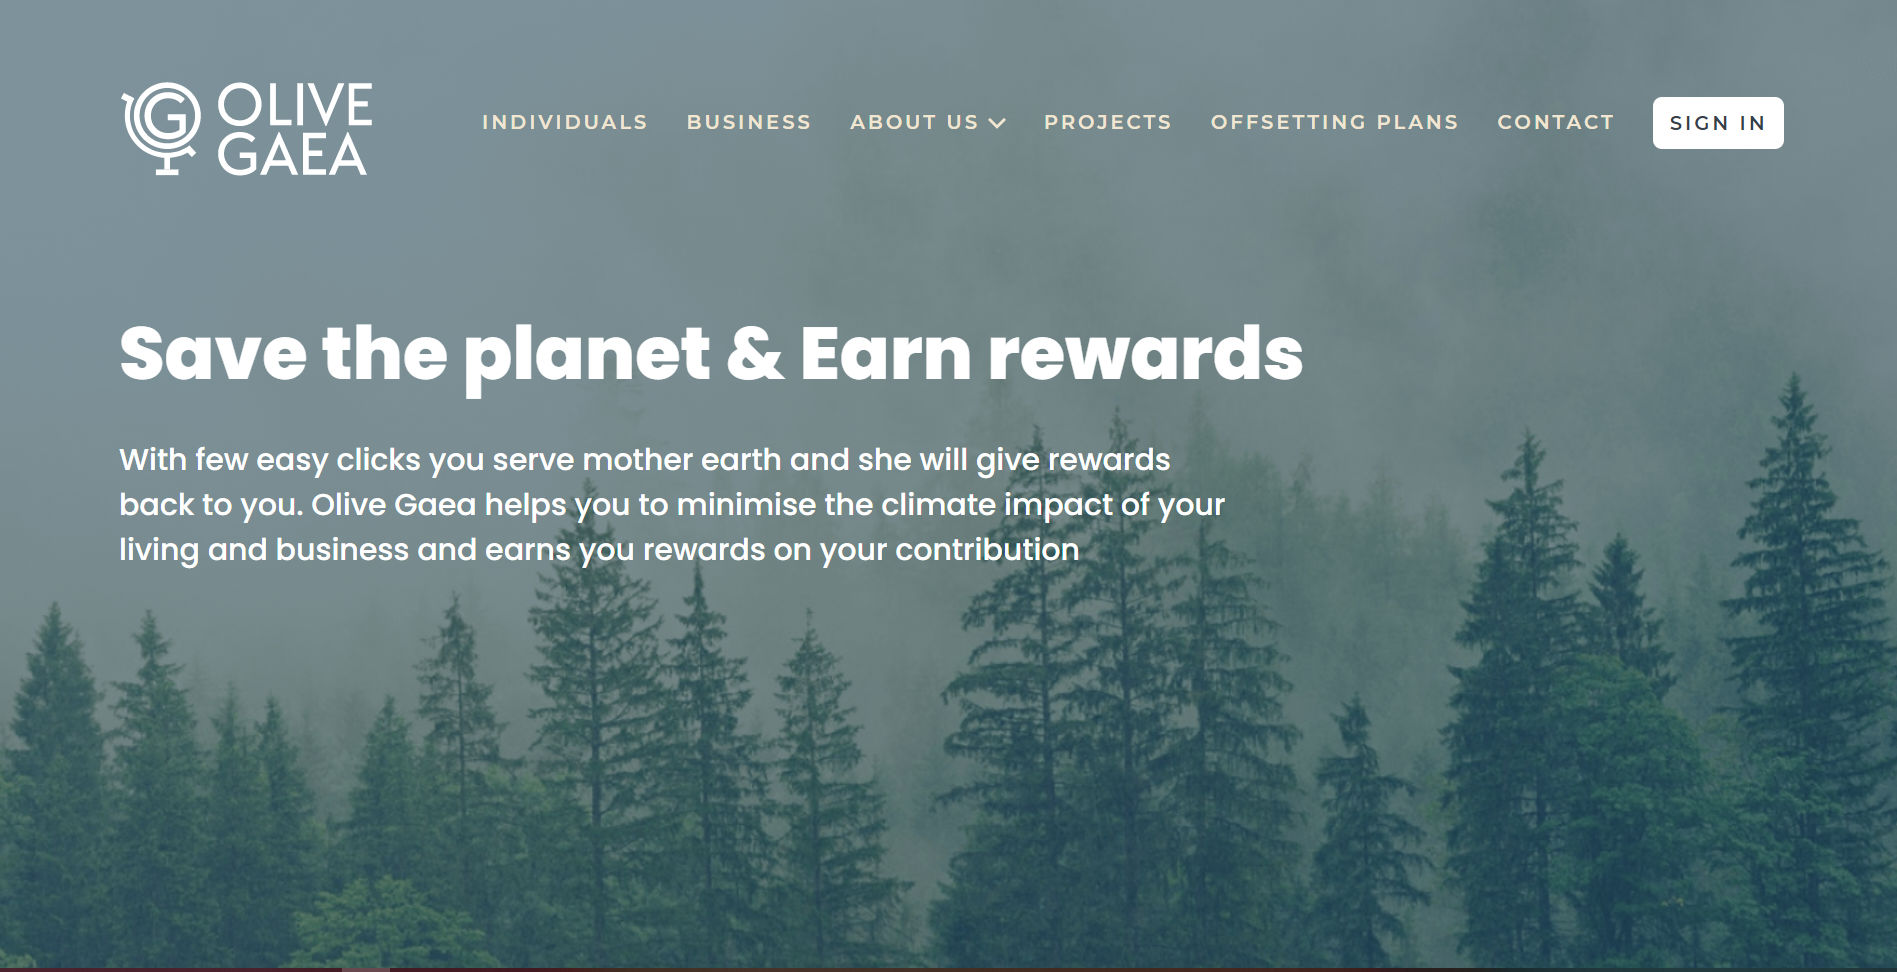 OLIVE
GAEA
INDIVIDUALS BUSINESS ABOUT US PROJECTS OFFSETTING PLANS CONTACT SIGN IN
Save the planet & Earn rewards
With few easy clicks you serve mother earth and she will give rewards
back to you. Olive Gaea helps you to minimise the climate impact of your
living and business and earns you rewards on your contribution